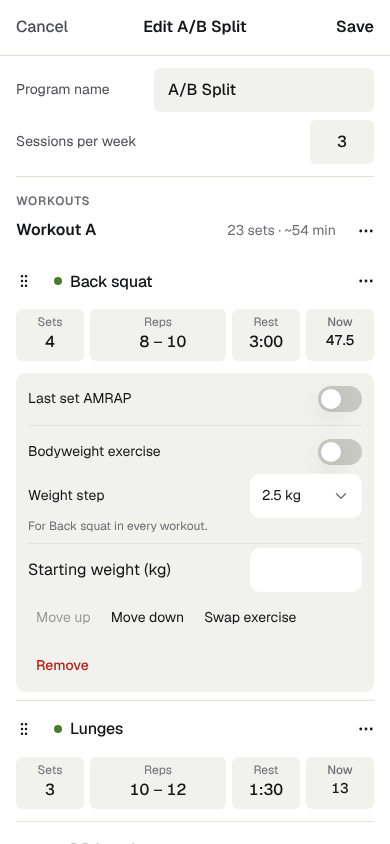 Cancel Edit A/B Split Save
Program name A/B Split
Sessions per week 3
WORKOUTS
Workout A 23 sets · ~54 min
Back squat
Sets Reps Rest Now
4 8 – 10 3:00 47.5
Last set AMRAP
Bodyweight exercise
Weight step 2.5 kg
For Back squat in every workout.
Starting weight (kg)
Move up Move down Swap exercise
Remove
Lunges
Sets Reps Rest Now
3 10 – 12 1:30 13